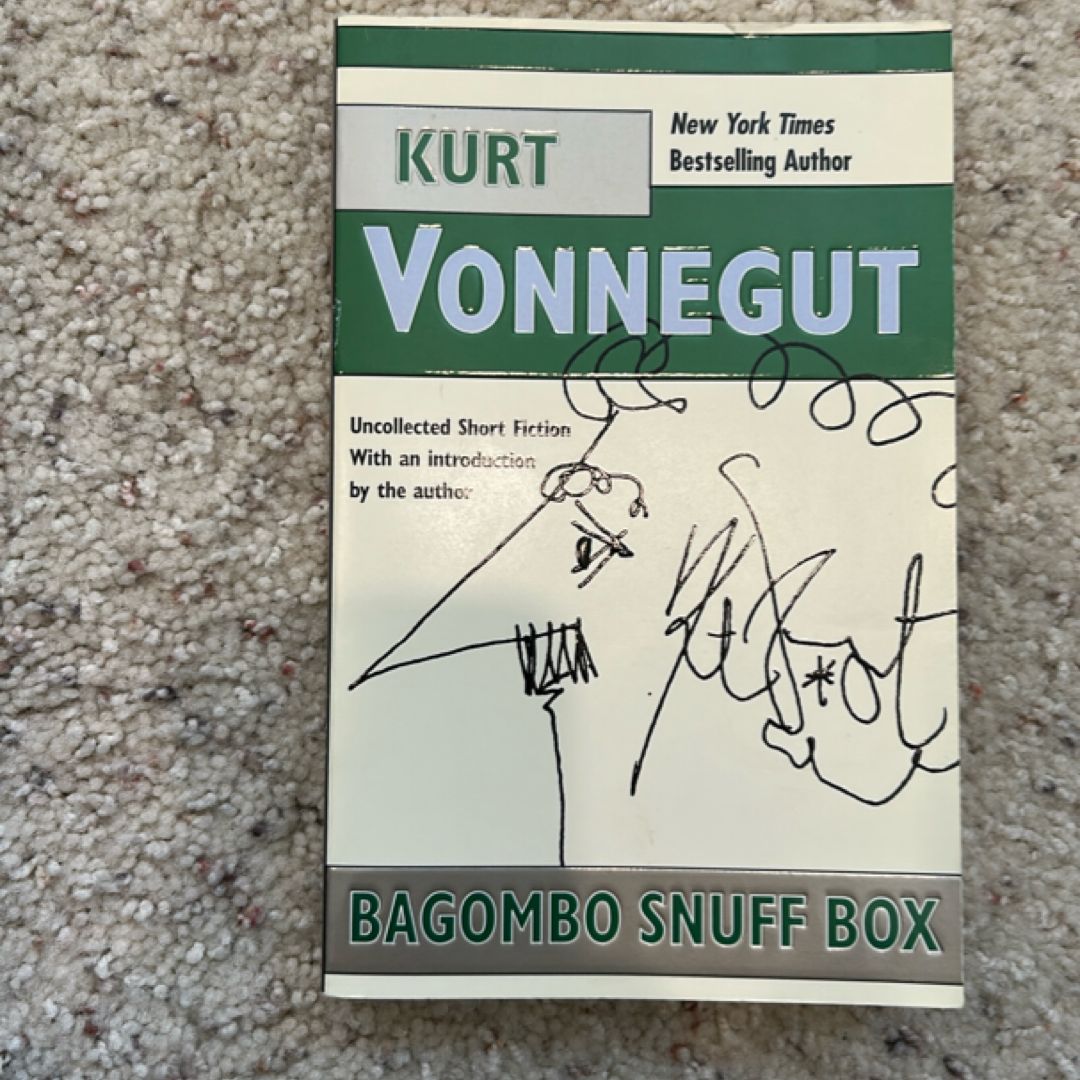 KURT
New York Times
Bestselling Author
VONNEGUT
Uncollected Short Fiction
With an introduction
by the author
BAGOMBO SNUFF BOX